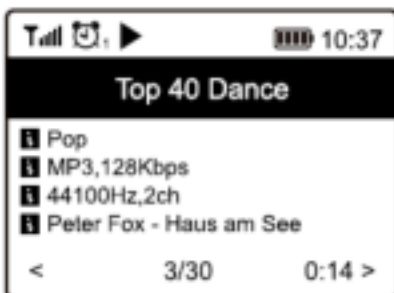 10:37
Top 40 Dance
Pop
MP3,128Kbps
44100Hz,2ch
Peter Fox - Haus am See
< 3/30 0:14 >